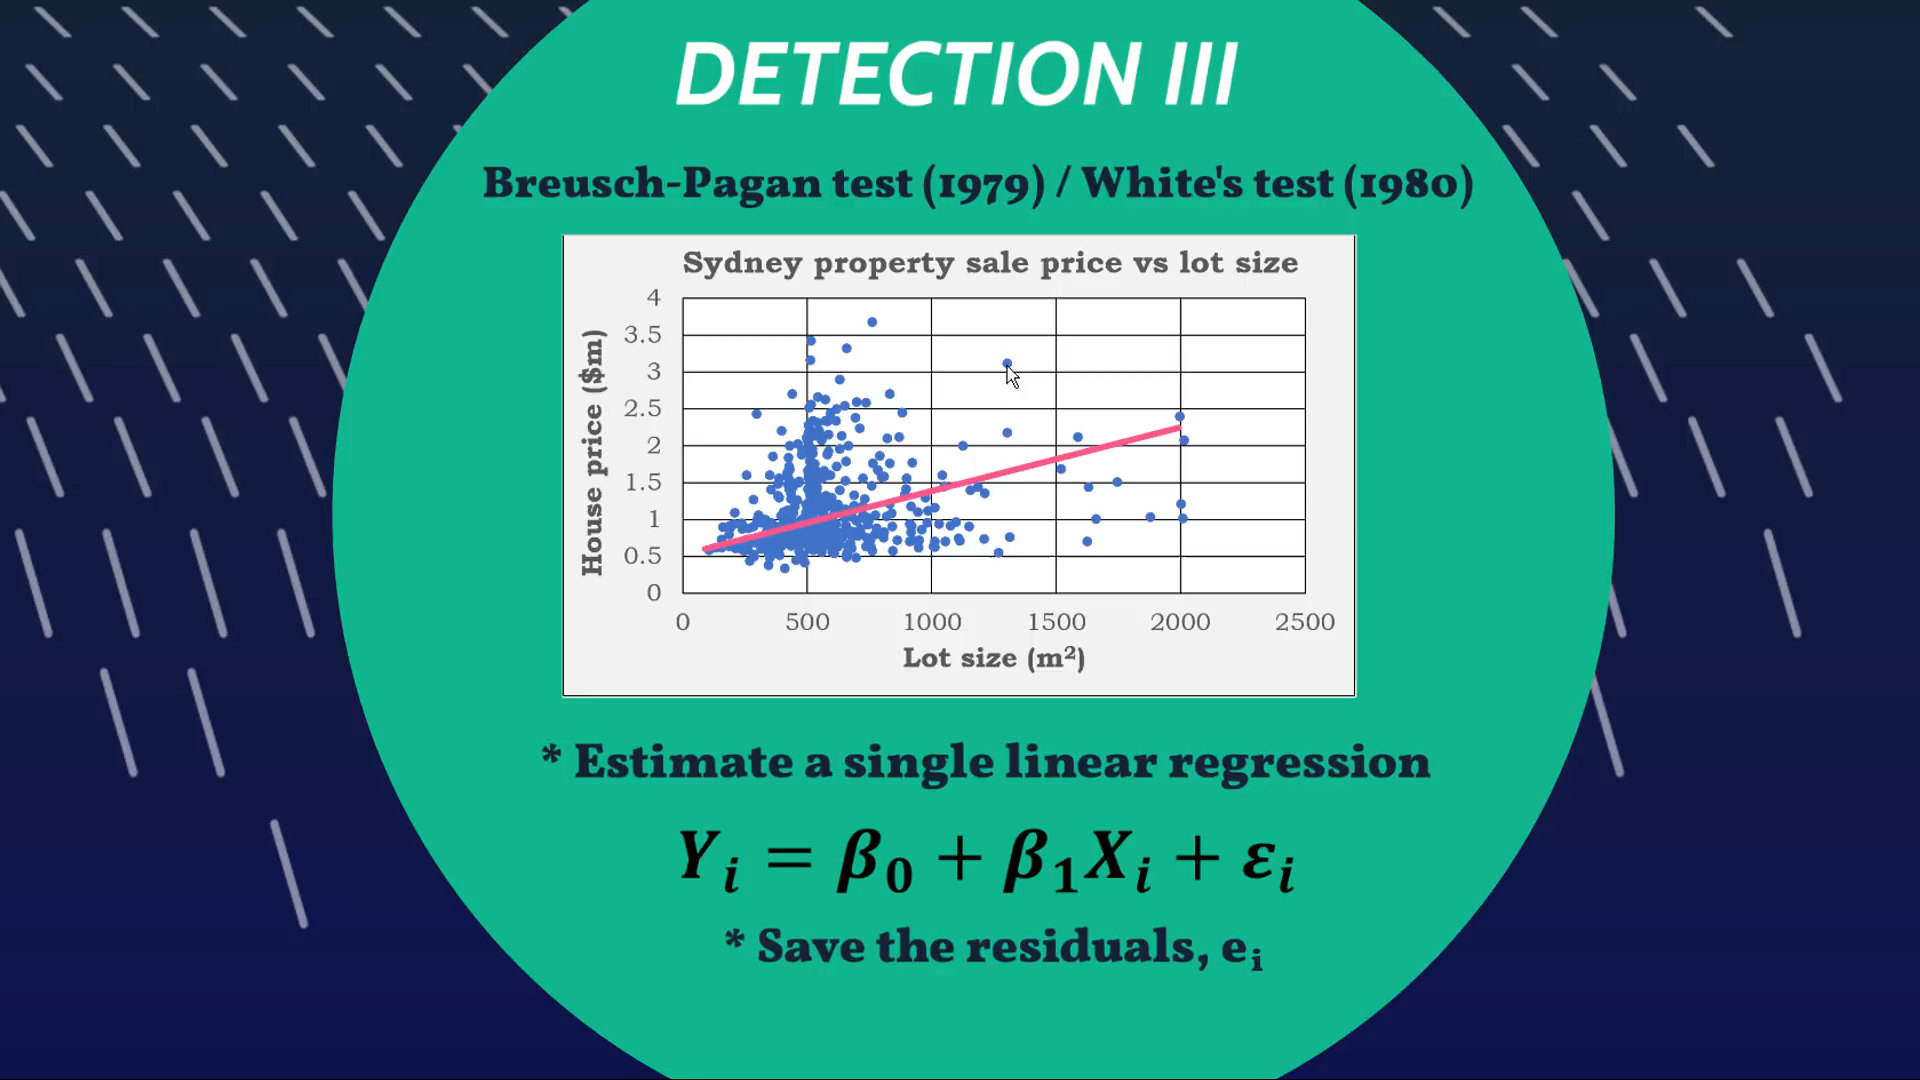 DETECTION III
Breusch-Pagan test (1979) / White's test (1980)
Sydney property sale price vs lot size
House price ($m)
4
3.5
3
2.5
2
1.5
1
0.5
0
0 500 1000 1500 2000 2500
Lot size (m²)
* Estimate a single linear regression
Yᵢ = β₀ + β₁Xᵢ + εᵢ
* Save the residuals, eᵢ